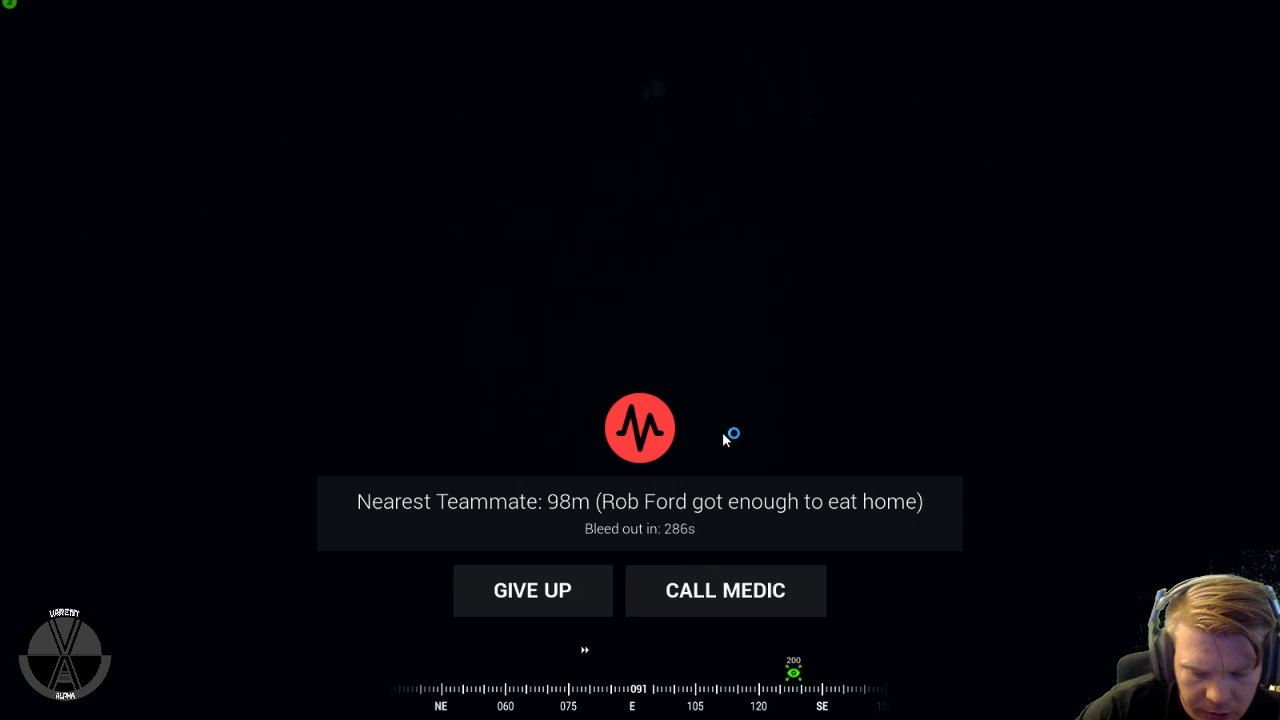 Nearest Teammate: 98m (Rob Ford got enough to eat home)
Bleed out in: 286s
GIVE UP
CALL MEDIC
200
091
NE
060
075
E
105
120
SE
ALPHA